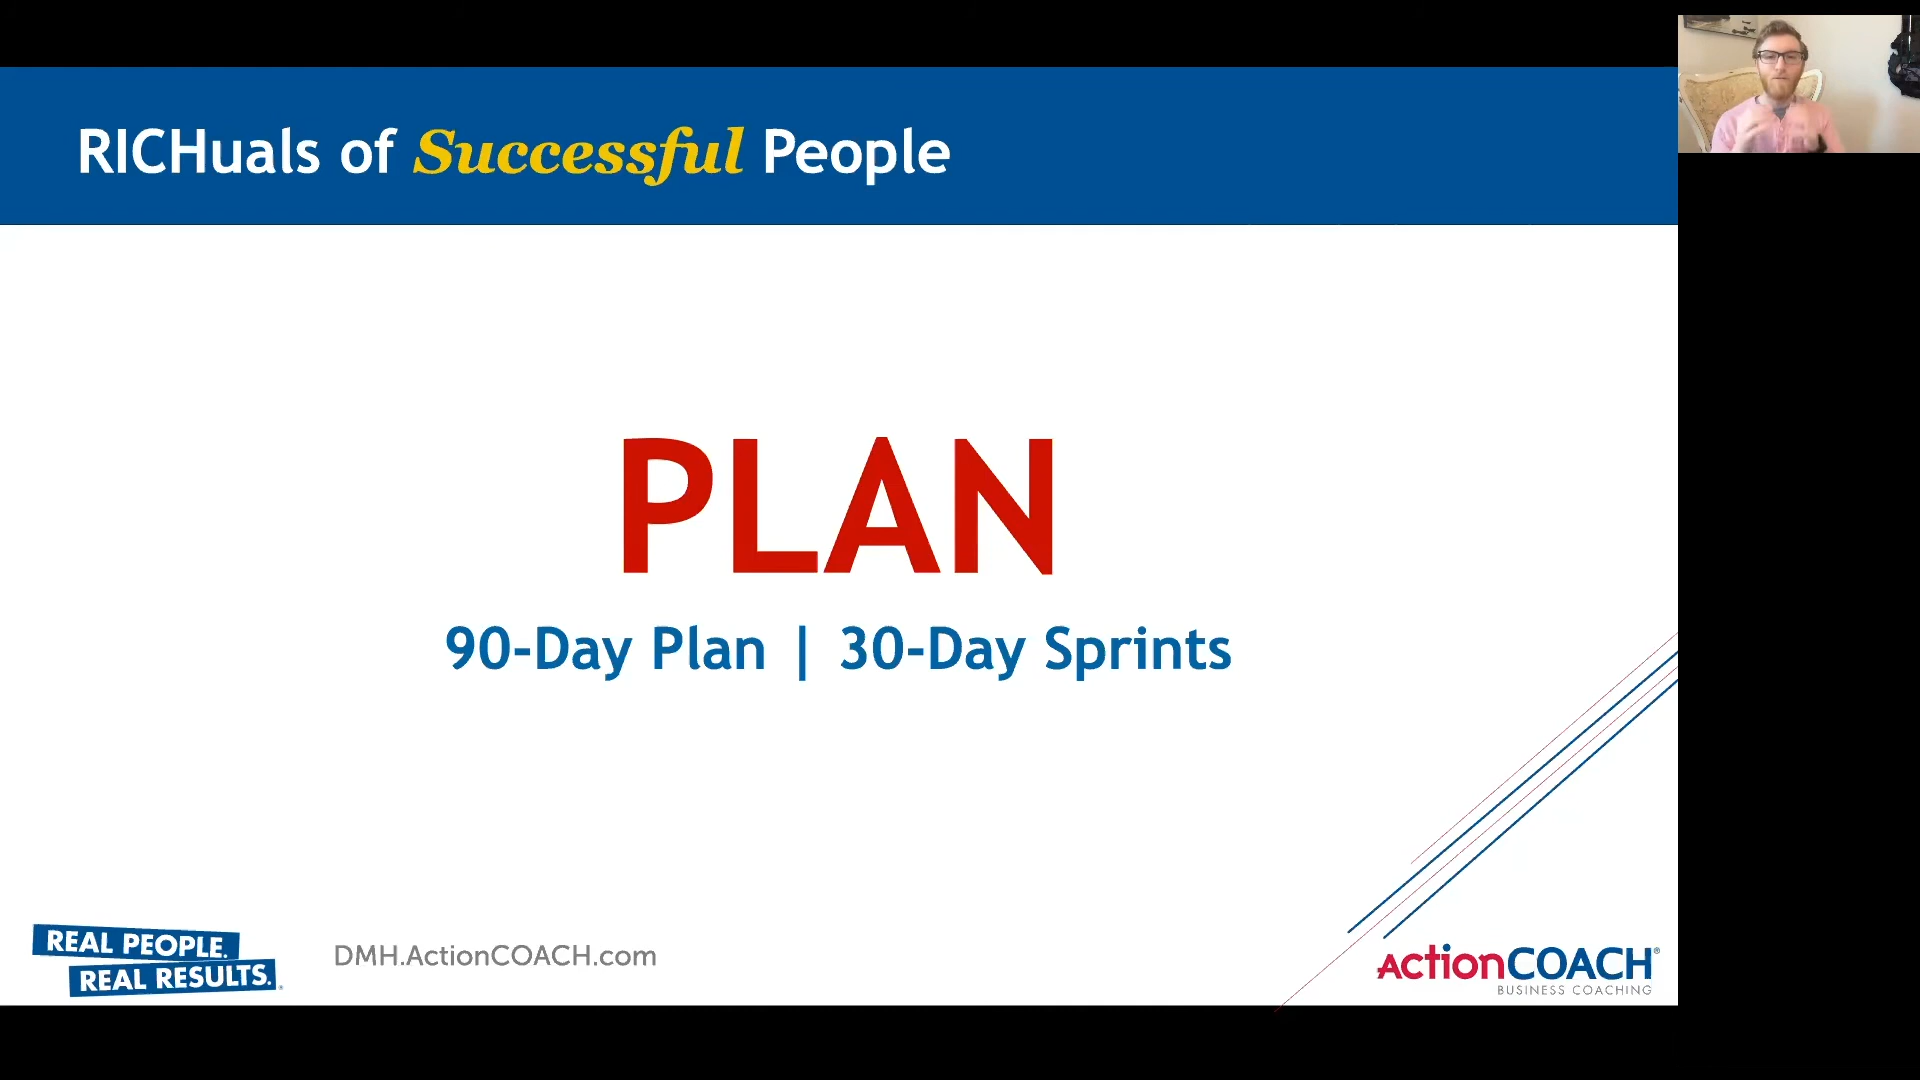 RICHuals of Successful People
PLAN
90-Day Plan | 30-Day Sprints
REAL PEOPLE.
REAL RESULTS.
DMH.ActionCOACH.com
ActionCOACH®
BUSINESS COACHING